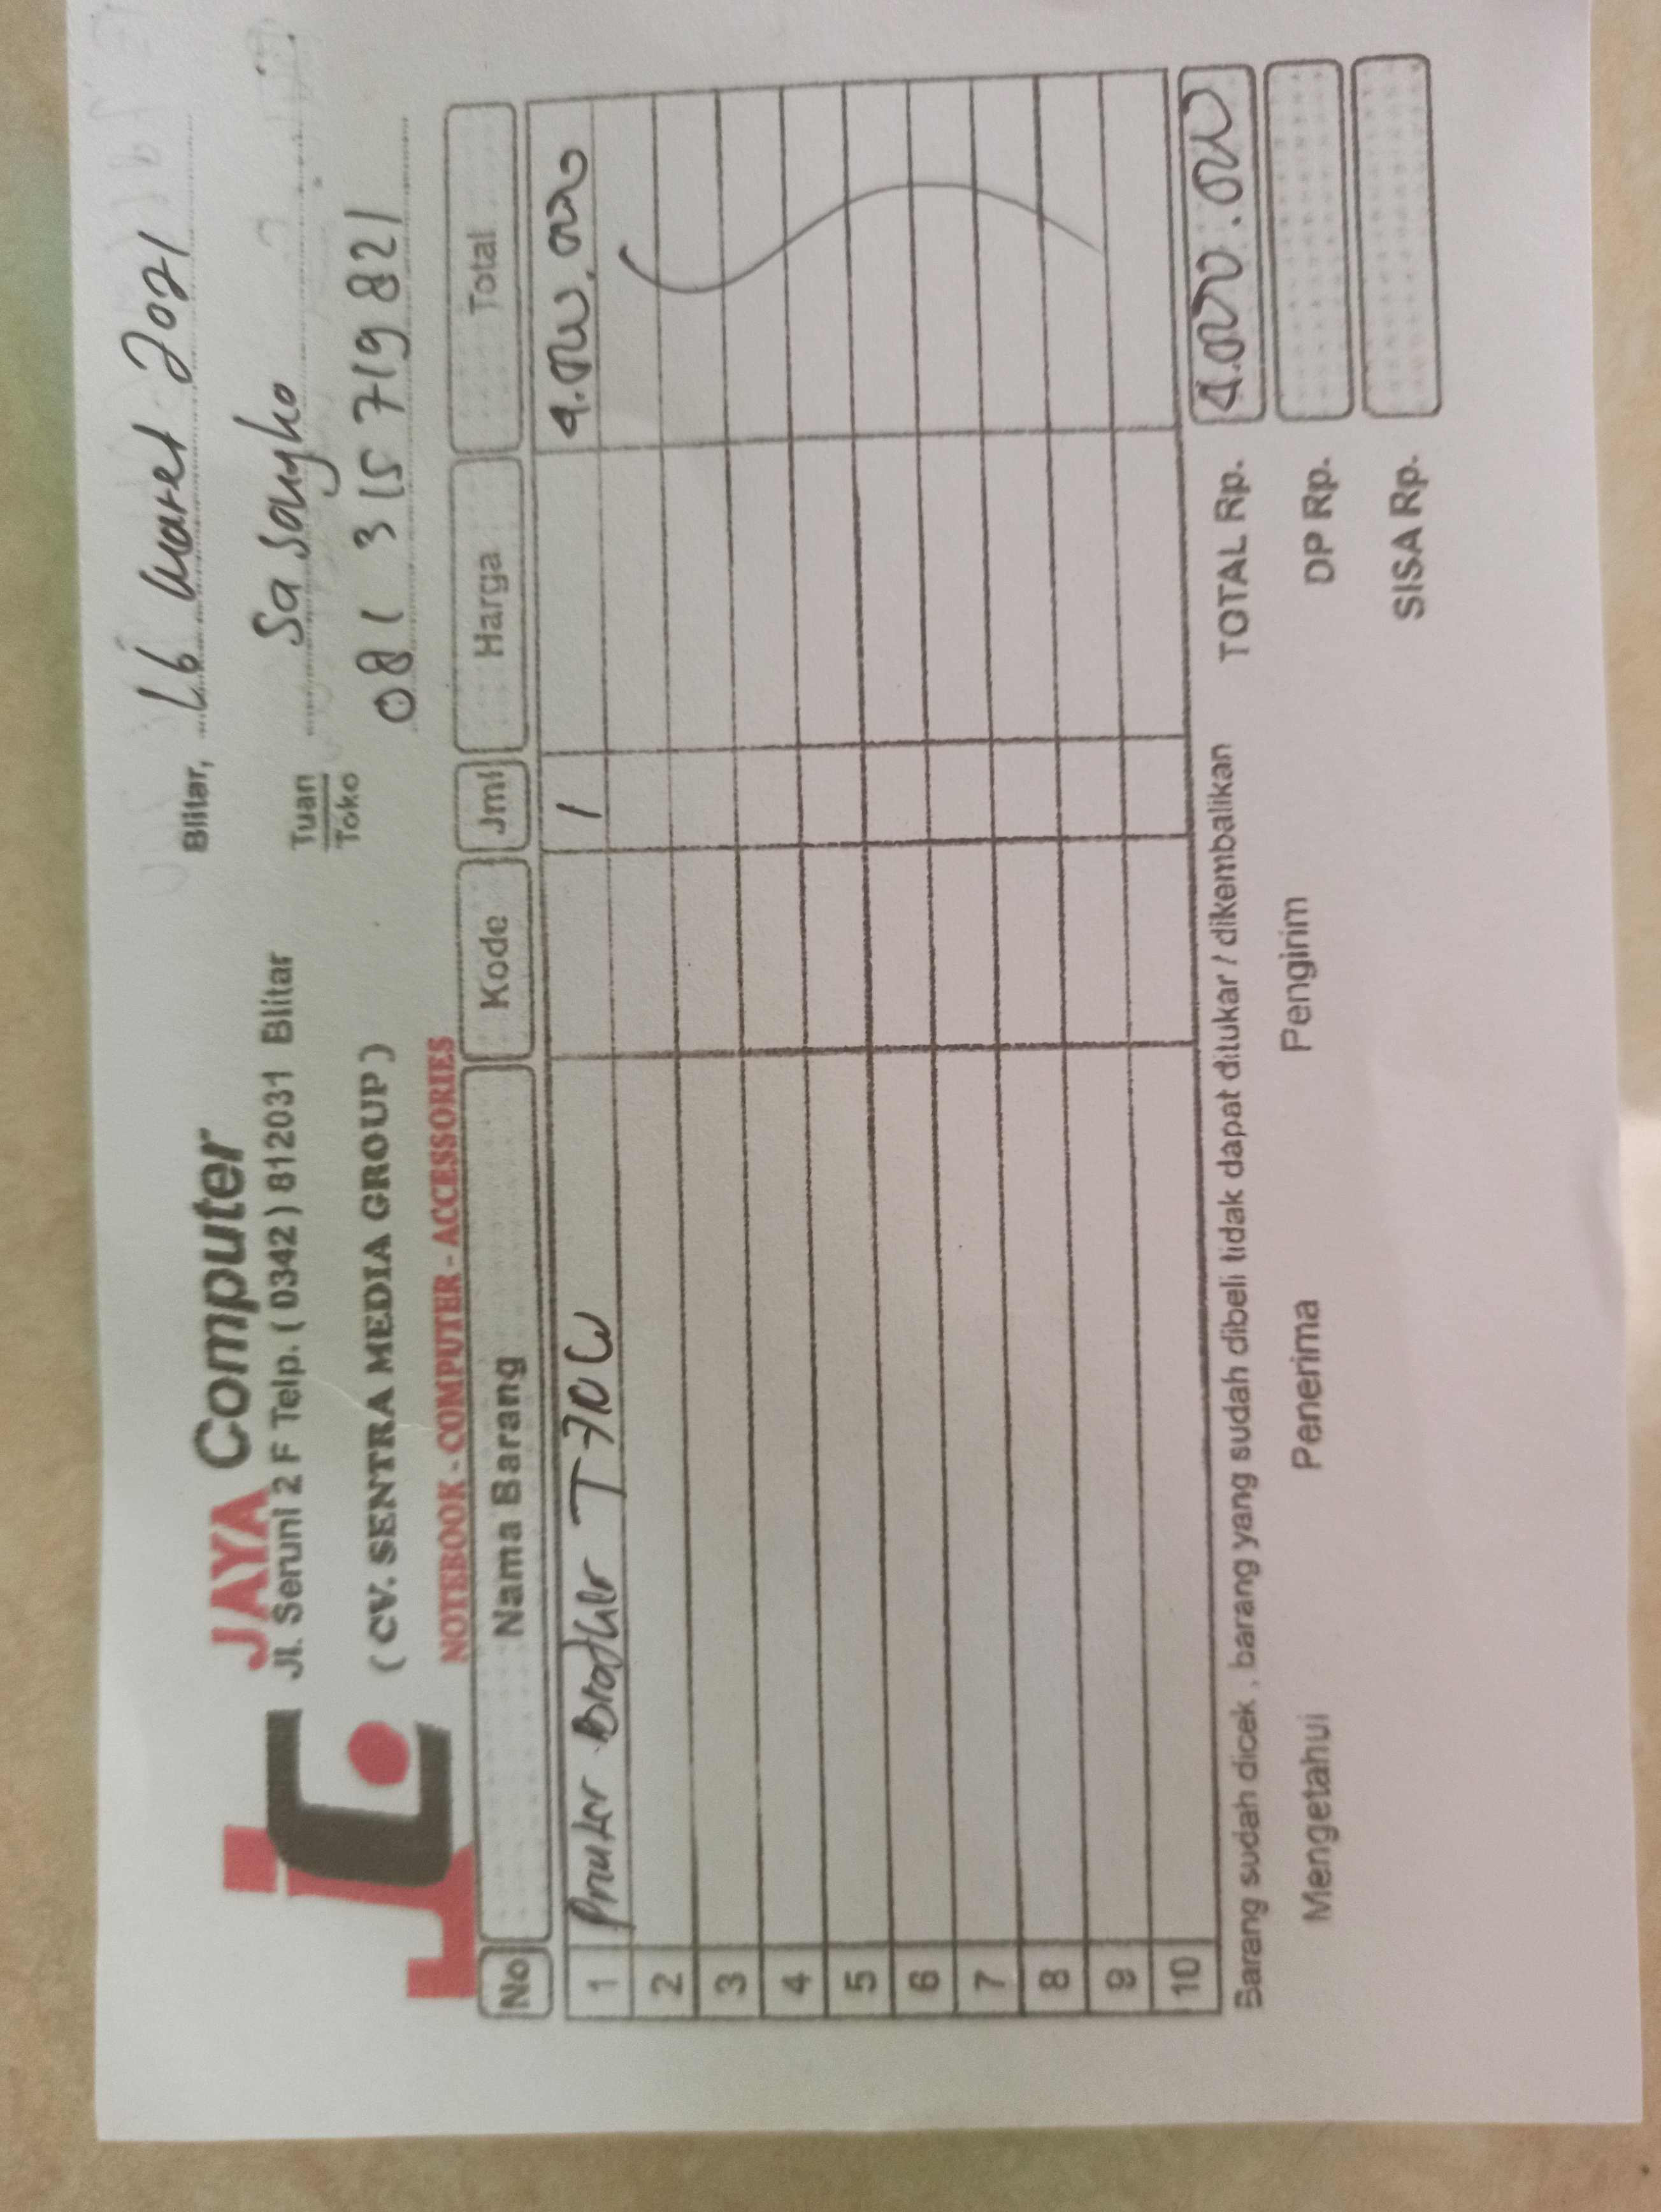 JAYA Computer
Jl. Seruni 2 F Telp. ( 0342 ) 812031 Blitar
( CV. SENTRA MEDIA GROUP )
NOTEBOOK - COMPUTER - ACCESSORIES
Blitar, 16 Maret 2021
Tuan Sasongko
Toko 081 315 719 821
No Nama Barang Kode Jml Harga Total
1 Printer Brother T710W 1 4.000.000
2
3
4
5
6
7
8
9
10
Barang sudah dicek , barang yang sudah dibeli tidak dapat ditukar / dikembalikan
TOTAL Rp. 4.000.000
Mengetahui Penerima Pengirim DP Rp.
SISA Rp.